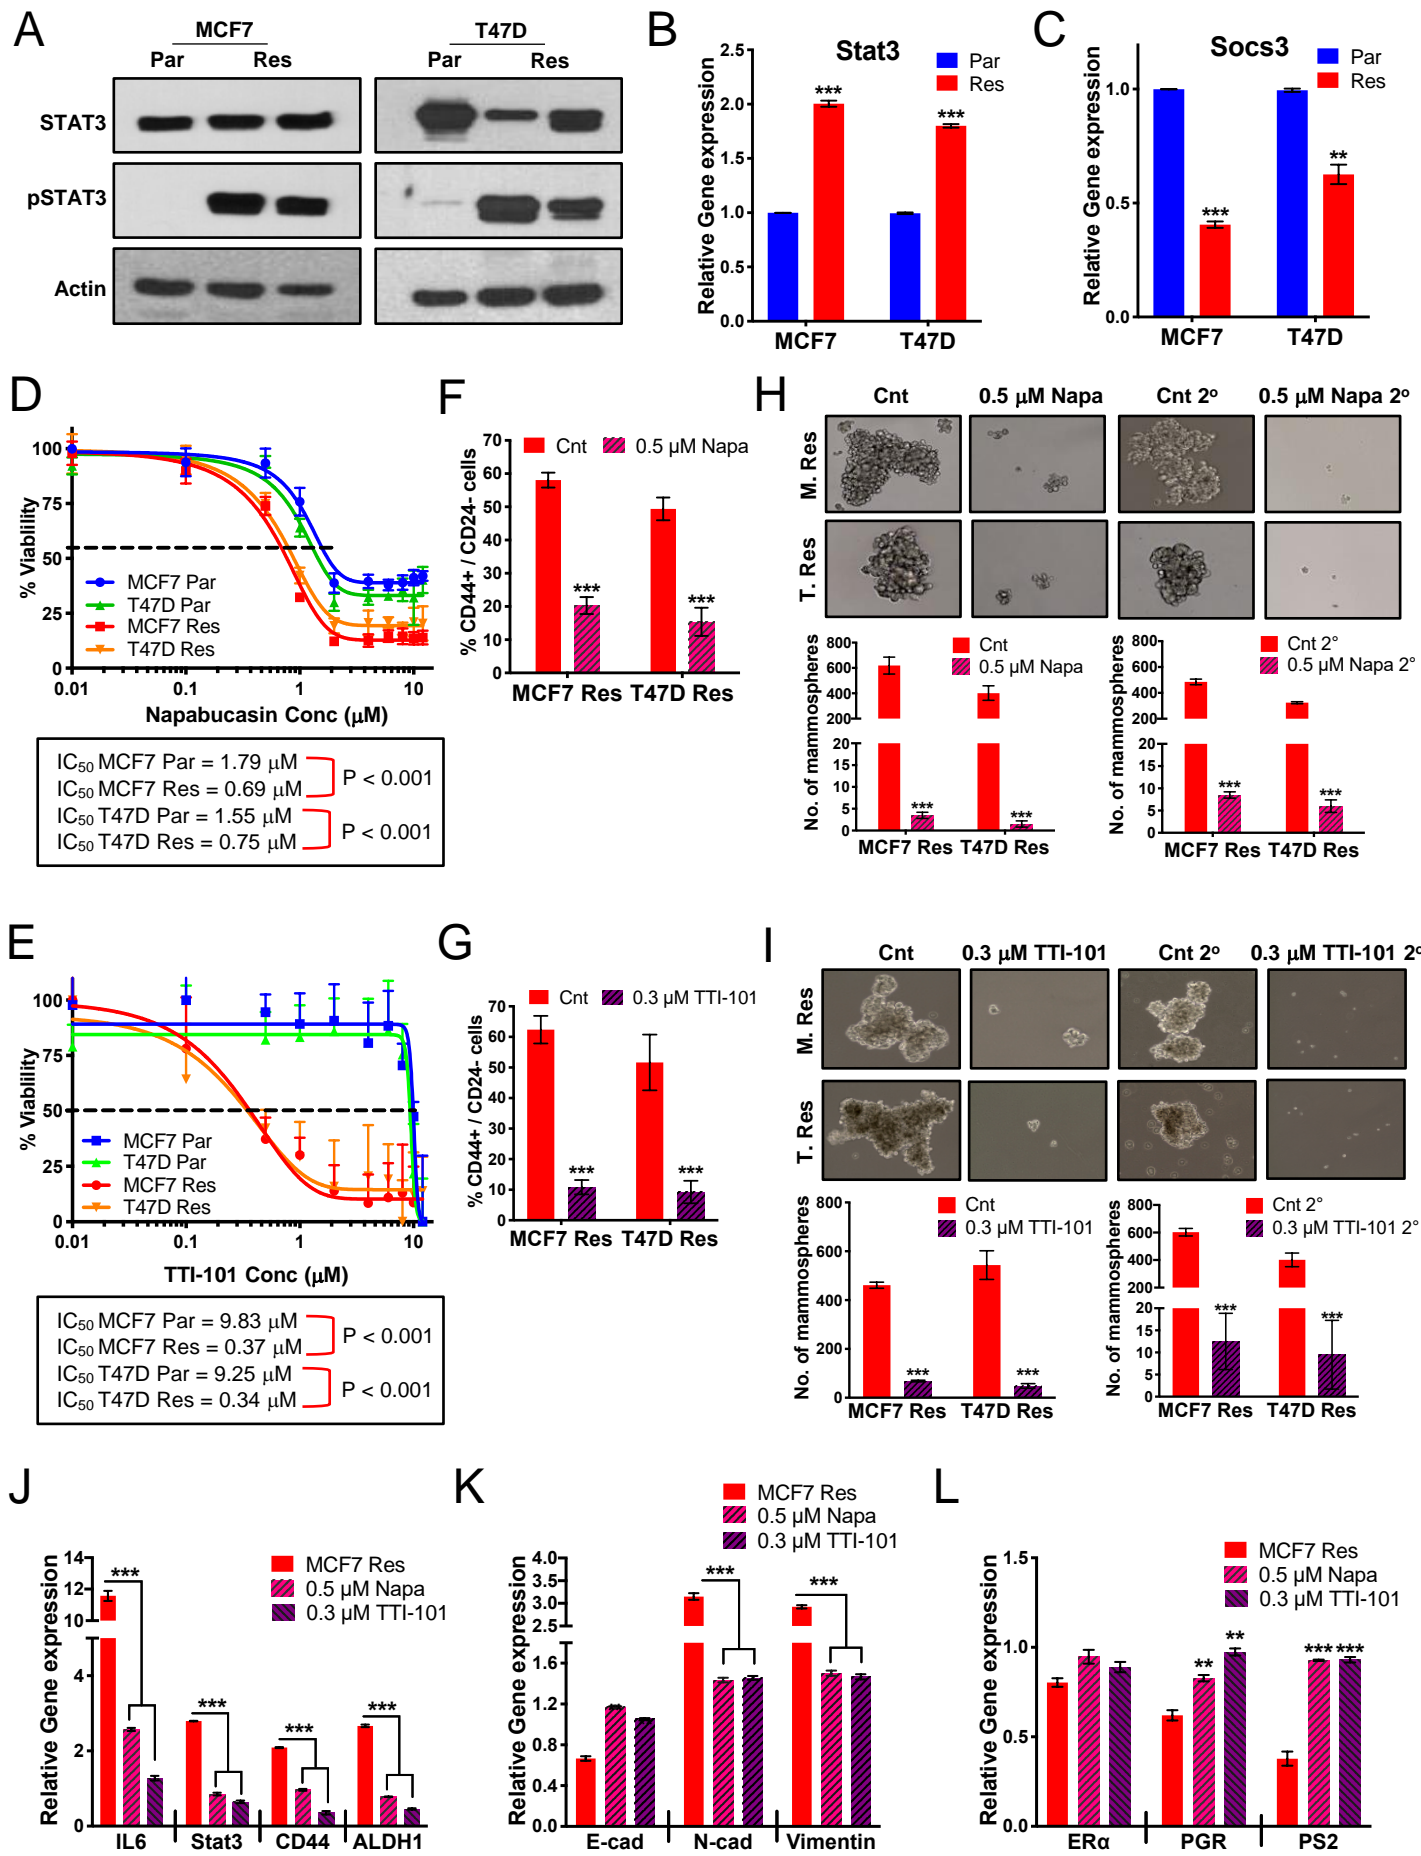 A
MCF7
T47D
Par Res
Par Res
STAT3
pSTAT3
Actin
B
Stat3
Par
Res
Relative Gene expression
2.5
2.0
1.5
1.0
0.5
0.0
***
***
MCF7 T47D
C
Socs3
Par
Res
Relative Gene expression
1.0
0.5
0.0
***
**
MCF7 T47D
D
% Viablility
100
75
50
25
0
MCF7 Par
T47D Par
MCF7 Res
T47D Res
0.01 0.1 1 10
Napabucasin Conc (µM)
IC50 MCF7 Par = 1.79 µM
IC50 MCF7 Res = 0.69 µM
P < 0.001
IC50 T47D Par = 1.55 µM
IC50 T47D Res = 0.75 µM
P < 0.001
F
% CD44+ / CD24- cells
70
60
50
40
30
20
10
0
Cnt
0.5 µM Napa
***
***
MCF7 Res T47D Res
H
Cnt 0.5 µM Napa Cnt 2º 0.5 µM Napa 2º
M. Res
T. Res
No. of mammospheres
800
600
400
200
20
15
10
5
0
Cnt
0.5 µM Napa
***
***
MCF7 Res T47D Res
No. of mammospheres
800
600
400
200
20
15
10
5
0
Cnt 2°
0.5 µM Napa 2°
***
***
MCF7 Res T47D Res
E
% Viablility
100
75
50
25
0
MCF7 Par
T47D Par
MCF7 Res
T47D Res
0.01 0.1 1 10
TTI-101 Conc (µM)
IC50 MCF7 Par = 9.83 µM
IC50 MCF7 Res = 0.37 µM
P < 0.001
IC50 T47D Par = 9.25 µM
IC50 T47D Res = 0.34 µM
P < 0.001
G
% CD44+ / CD24- cells
70
60
50
40
30
20
10
0
Cnt
0.3 µM TTI-101
***
***
MCF7 Res T47D Res
I
Cnt 0.3 µM TTI-101 Cnt 2º 0.3 µM TTI-101 2º
M. Res
T. Res
No. of mammospheres
800
600
400
200
0
Cnt
0.3 µM TTI-101
***
***
MCF7 Res T47D Res
No. of mammospheres
800
600
400
200
20
15
10
5
0
Cnt 2°
0.3 µM TTI-101 2°
***
***
MCF7 Res T47D Res
J
Relative Gene expression
14
12
10
4
2
0
MCF7 Res
0.5 µM Napa
0.3 µM TTI-101
***
***
***
***
IL6 Stat3 CD44 ALDH1
K
Relative Gene expression
4.0
3.5
3.0
2.5
1.6
1.2
0.8
0.4
0.0
MCF7 Res
0.5 µM Napa
0.3 µM TTI-101
***
***
E-cad N-cad Vimentin
L
Relative Gene expression
1.5
1.0
0.5
0.0
MCF7 Res
0.5 µM Napa
0.3 µM TTI-101
**
**
***
***
ERα PGR PS2